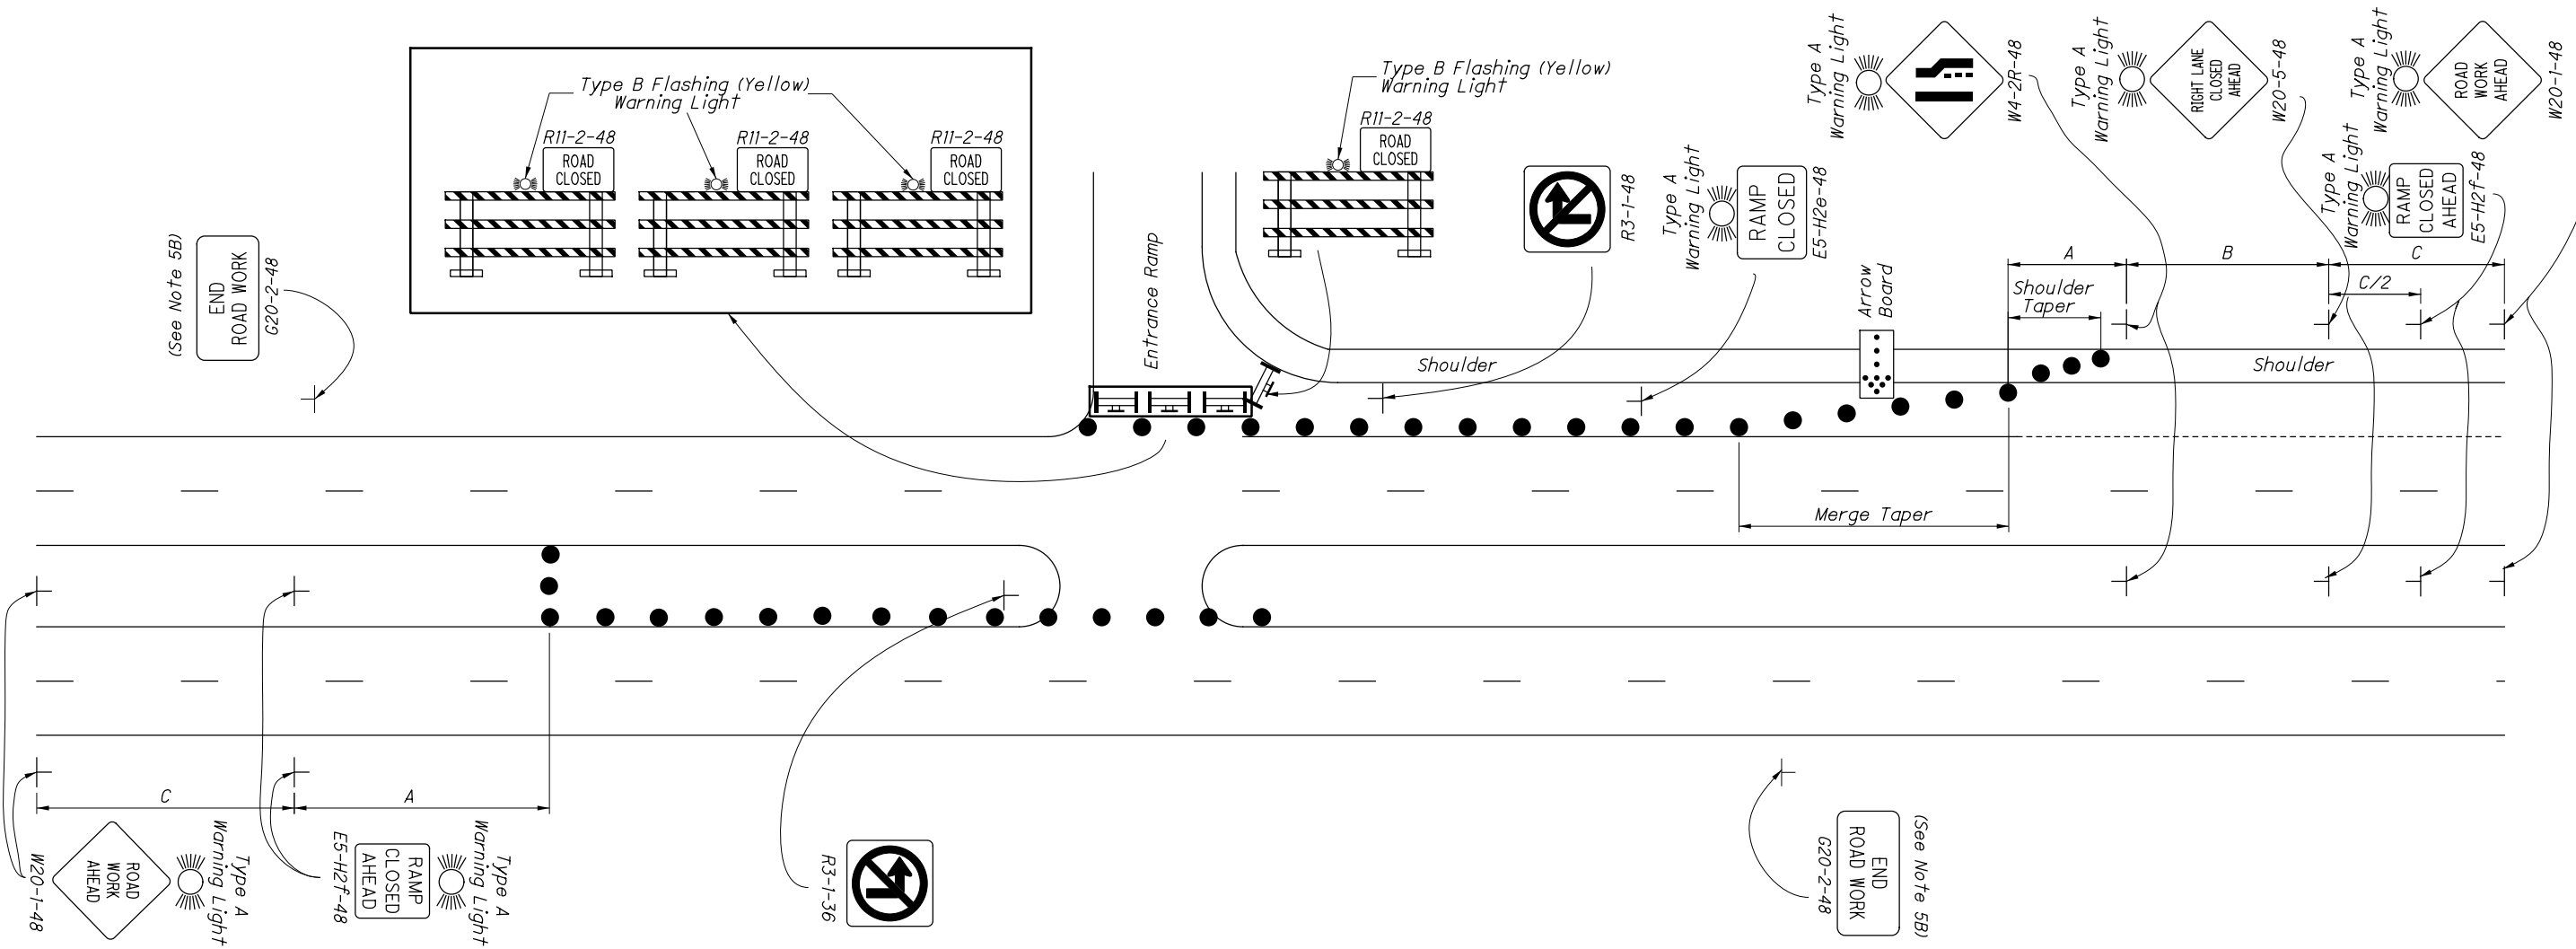 Type B Flashing (Yellow)
Warning Light
R11-2-48
ROAD
CLOSED
R11-2-48
ROAD
CLOSED
R11-2-48
ROAD
CLOSED
(See Note 5B)
END
ROAD WORK
G20-2-48
Entrance Ramp
Type B Flashing (Yellow)
Warning Light
R11-2-48
ROAD
CLOSED
R3-1-48
Type A
Warning Light
RAMP
CLOSED
E5-H2e-48
Type A
Warning Light
W4-2R-48
Type A
Warning Light
RIGHT LANE
CLOSED
AHEAD
W20-5-48
Type A
Warning Light
ROAD
WORK
AHEAD
W20-1-48
Type A
Warning Light
RAMP
CLOSED
AHEAD
E5-H2f-48
A
B
C
C/2
Shoulder
Taper
Arrow
Board
Shoulder
Shoulder
Merge Taper
C
A
W20-1-48
ROAD
WORK
AHEAD
Type A
Warning Light
E5-H2f-48
RAMP
CLOSED
AHEAD
Type A
Warning Light
R3-1-36
G20-2-48
END
ROAD WORK
(See Note 5B)